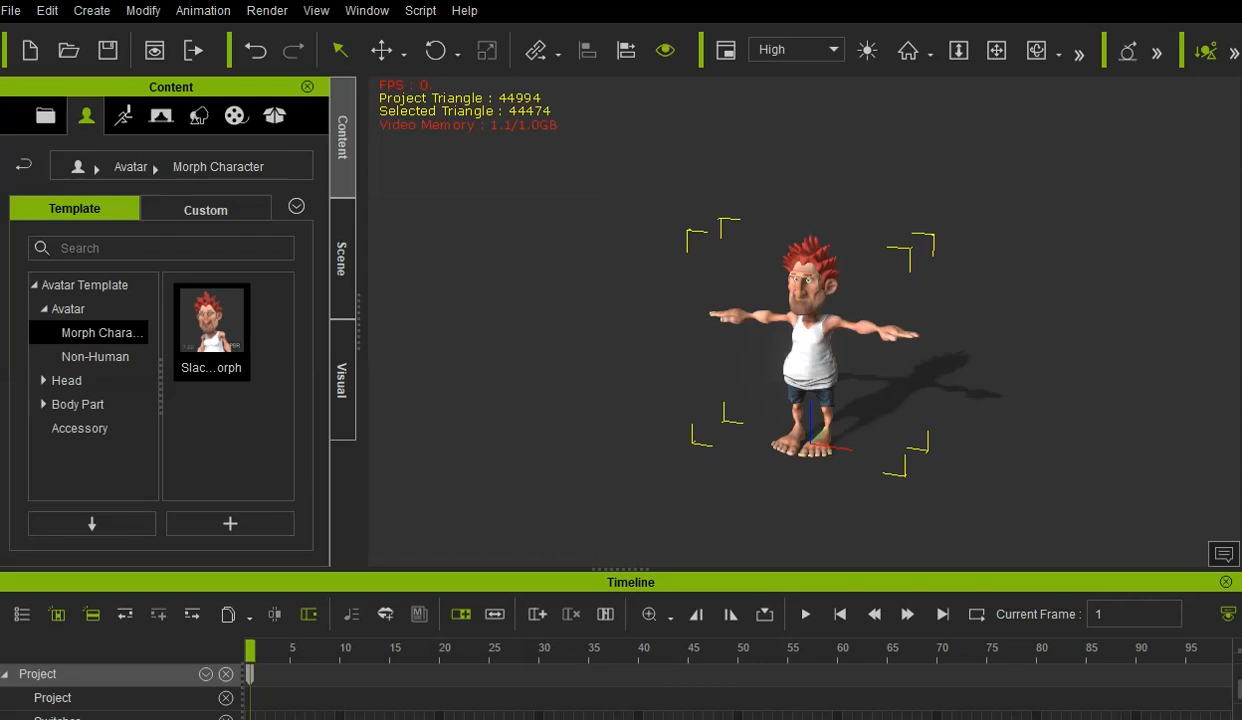 File Edit Create Modify Animation Render View Window Script Help
High
Content
FPS : 0.
Project Triangle : 44994
Selected Triangle : 44474
Video Memory : 1.1/1.0GB
Content
Scene
Visual
Avatar Morph Character
Template Custom
Search
Avatar Template
Avatar
Morph Chara...
Non-Human
Head
Body Part
Accessory
Slac...orph
Timeline
Current Frame : 1
5 10 15 20 25 30 35 40 45 50 55 60 65 70 75 80 85 90 95
Project
Project